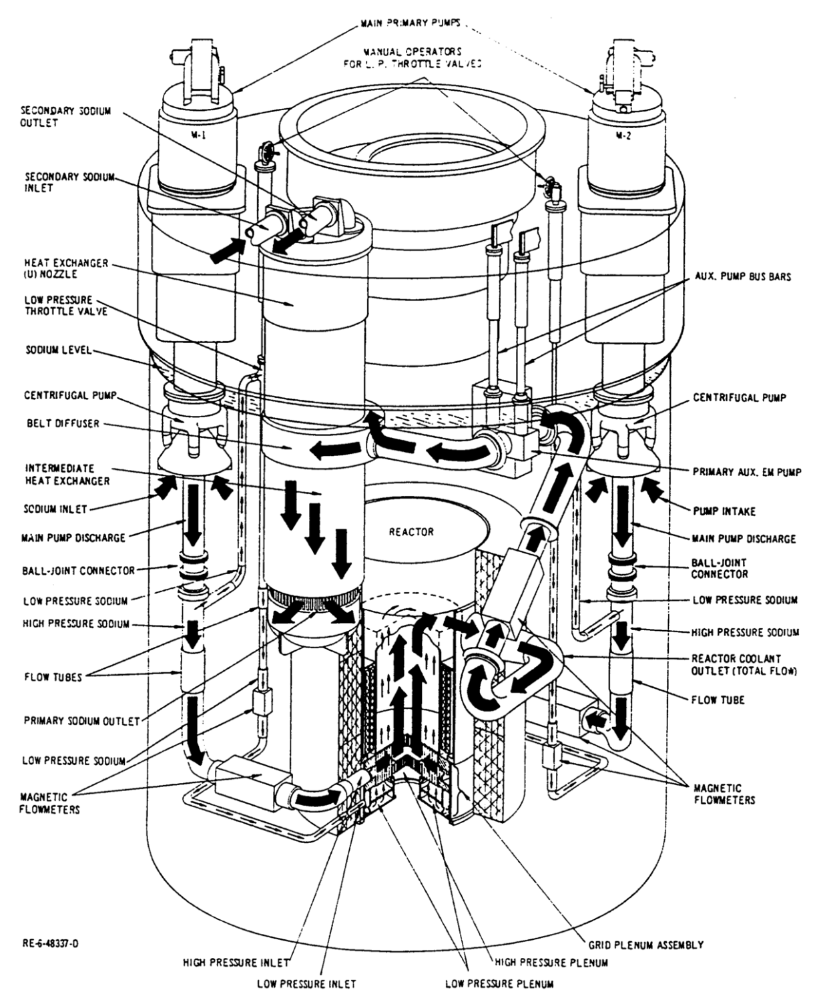 MAIN PRIMARY PUMPS
MANUAL OPERATORS
FOR L. P. THROTTLE VALVES
M-1
M-2
SECONDARY SODIUM
OUTLET
SECONDARY SODIUM
INLET
HEAT EXCHANGER
(U) NOZZLE
LOW PRESSURE
THROTTLE VALVE
SODIUM LEVEL
CENTRIFUGAL PUMP
BELT DIFFUSER
INTERMEDIATE
HEAT EXCHANGER
SODIUM INLET
MAIN PUMP DISCHARGE
BALL-JOINT CONNECTOR
LOW PRESSURE SODIUM
HIGH PRESSURE SODIUM
FLOW TUBES
PRIMARY SODIUM OUTLET
LOW PRESSURE SODIUM
MAGNETIC
FLOWMETERS
REACTOR
AUX. PUMP BUS BARS
CENTRIFUGAL PUMP
PRIMARY AUX. EM PUMP
PUMP INTAKE
MAIN PUMP DISCHARGE
BALL-JOINT
CONNECTOR
LOW PRESSURE SODIUM
HIGH PRESSURE SODIUM
REACTOR COOLANT
OUTLET (TOTAL FLOW)
FLOW TUBE
MAGNETIC
FLOWMETERS
RE-6-48337-D
GRID PLENUM ASSEMBLY
HIGH PRESSURE INLET
HIGH PRESSURE PLENUM
LOW PRESSURE INLET
LOW PRESSURE PLENUM